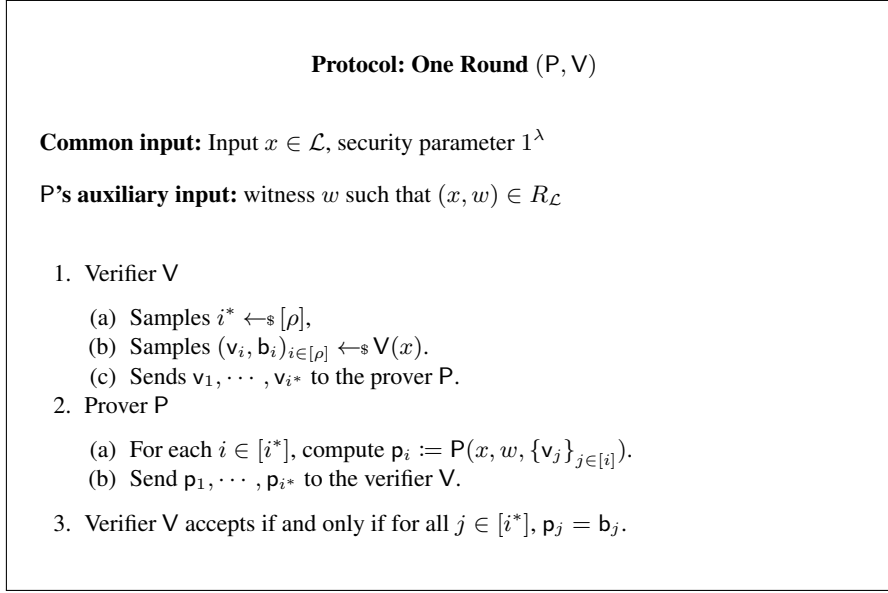 Protocol: One Round (P, V)
Common input: Input x ∈ ℒ, security parameter 1^λ
P's auxiliary input: witness w such that (x, w) ∈ R_ℒ
1. Verifier V
(a) Samples i* ←$ [ρ],
(b) Samples (v_i, b_i)_{i∈[ρ]} ←$ V(x).
(c) Sends v_1, ⋯ , v_{i*} to the prover P.
2. Prover P
(a) For each i ∈ [i*], compute p_i := P(x, w, {v_j}_{j∈[i]}).
(b) Send p_1, ⋯ , p_{i*} to the verifier V.
3. Verifier V accepts if and only if for all j ∈ [i*], p_j = b_j.